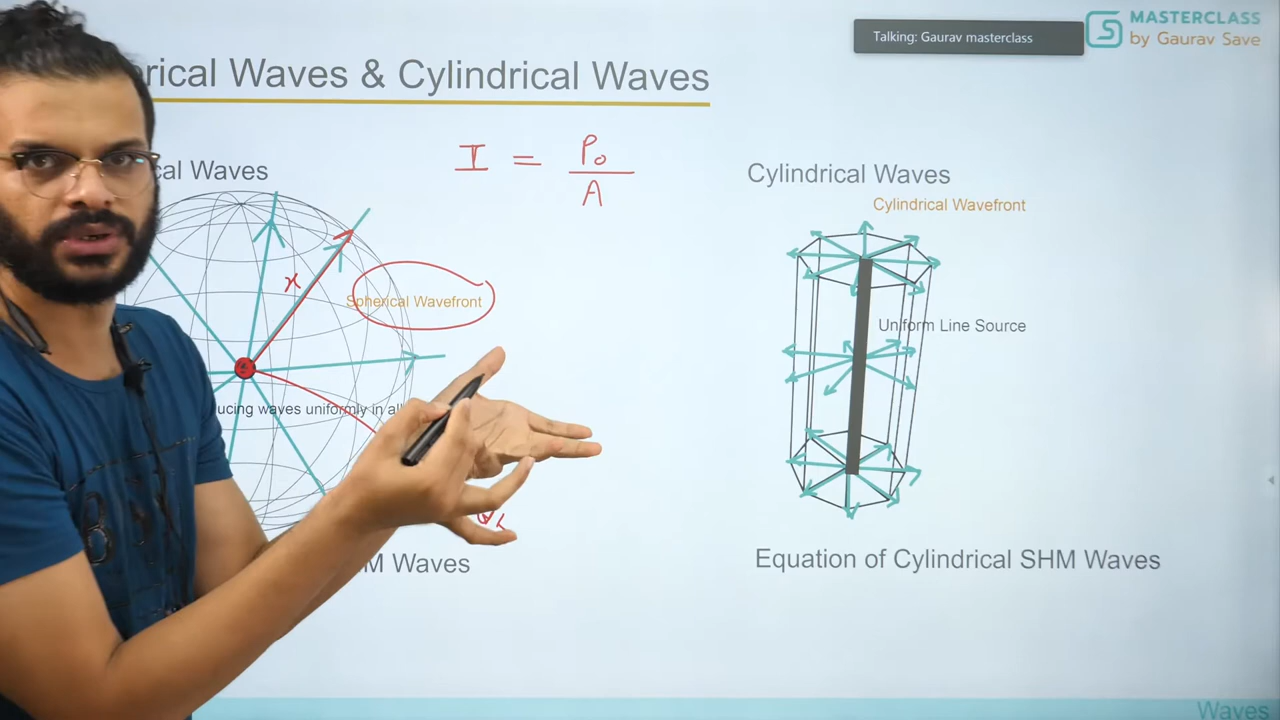 Talking: Gaurav masterclass
MASTERCLASS
by Gaurav Save
rical Waves & Cylindrical Waves
I = P₀/A
cal Waves
Cylindrical Waves
Cylindrical Wavefront
x
Spherical Wavefront
Uniform Line Source
ucing waves uniformly in all
M Waves
Equation of Cylindrical SHM Waves
Waves